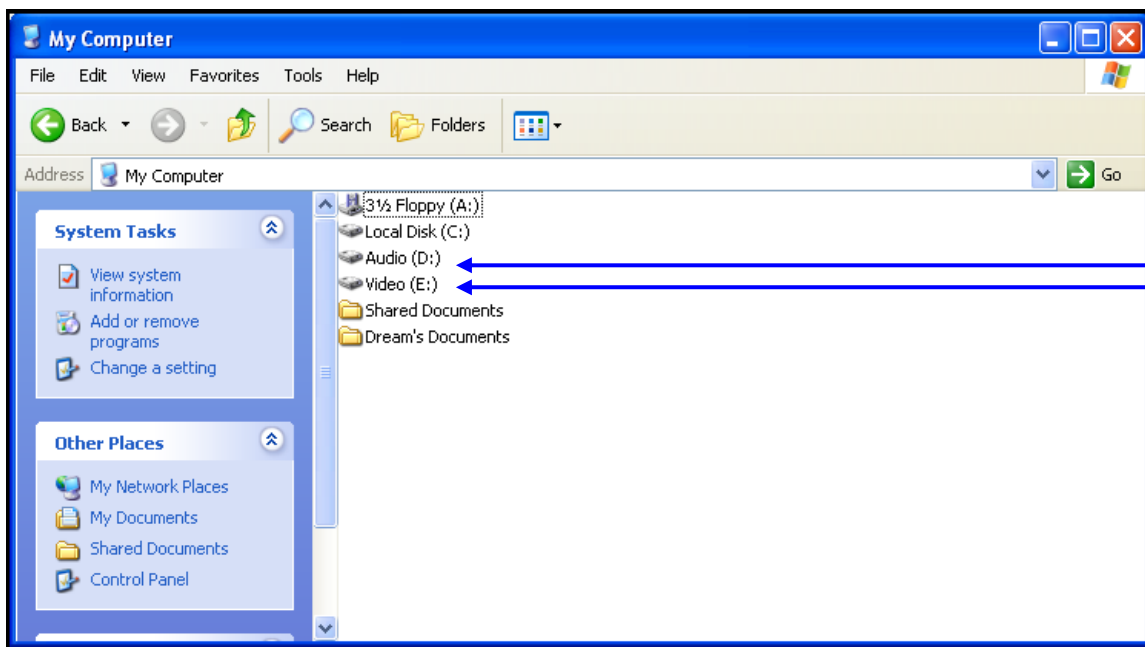 My Computer
File Edit View Favorites Tools Help
Back Search Folders
Address My Computer Go
System Tasks
View system
information
Add or remove
programs
Change a setting
Other Places
My Network Places
My Documents
Shared Documents
Control Panel
3½ Floppy (A:)
Local Disk (C:)
Audio (D:)
Video (E:)
Shared Documents
Dream's Documents